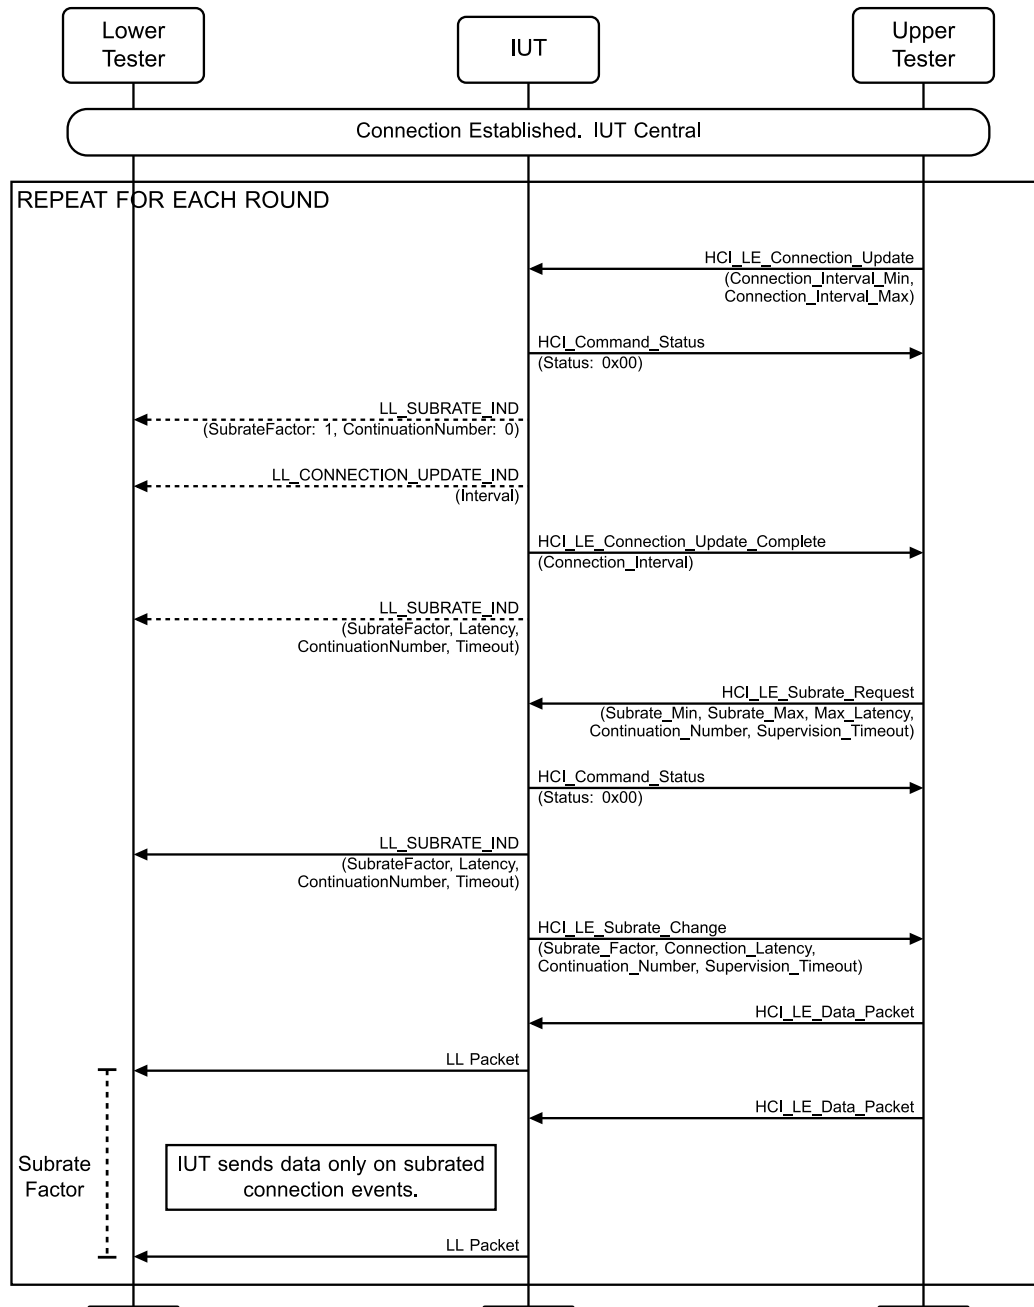 Lower
Tester
IUT
Upper
Tester
Connection Established. IUT Central
REPEAT FOR EACH ROUND
HCI_LE_Connection_Update
(Connection_Interval_Min,
Connection_Interval_Max)
HCI_Command_Status
(Status: 0x00)
LL_SUBRATE_IND
(SubrateFactor: 1, ContinuationNumber: 0)
LL_CONNECTION_UPDATE_IND
(Interval)
HCI_LE_Connection_Update_Complete
(Connection_Interval)
LL_SUBRATE_IND
(SubrateFactor, Latency,
ContinuationNumber, Timeout)
HCI_LE_Subrate_Request
(Subrate_Min, Subrate_Max, Max_Latency,
Continuation_Number, Supervision_Timeout)
HCI_Command_Status
(Status: 0x00)
LL_SUBRATE_IND
(SubrateFactor, Latency,
ContinuationNumber, Timeout)
HCI_LE_Subrate_Change
(Subrate_Factor, Connection_Latency,
Continuation_Number, Supervision_Timeout)
HCI_LE_Data_Packet
LL Packet
HCI_LE_Data_Packet
Subrate
Factor
IUT sends data only on subrated
connection events.
LL Packet